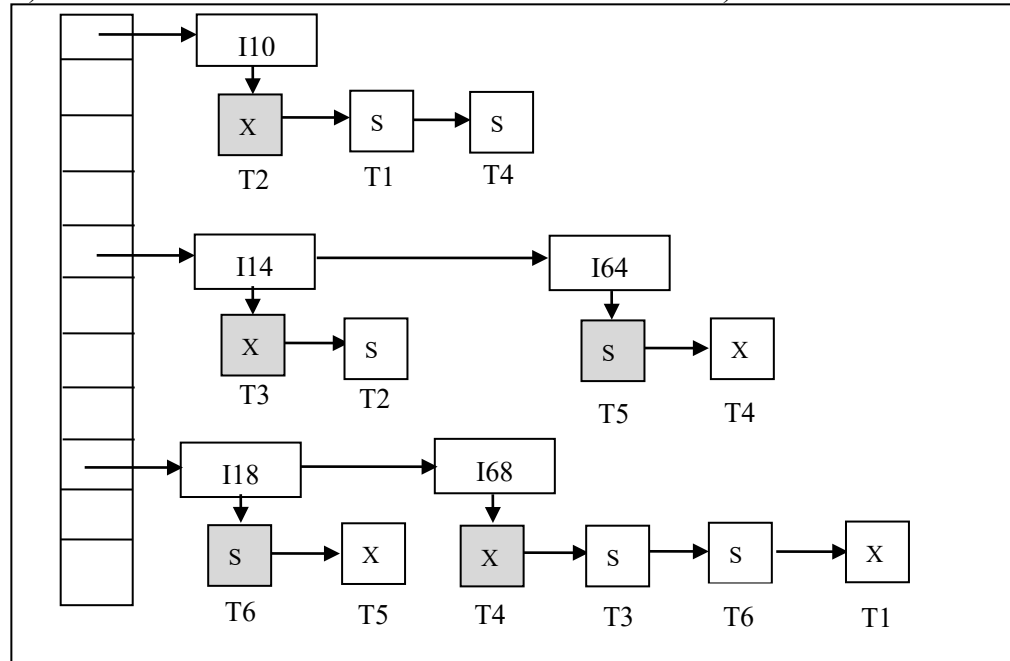 I10
X S S
T2 T1 T4
I14 I64
X S S X
T3 T2 T5 T4
I18 I68
S X X S S X
T6 T5 T4 T3 T6 T1